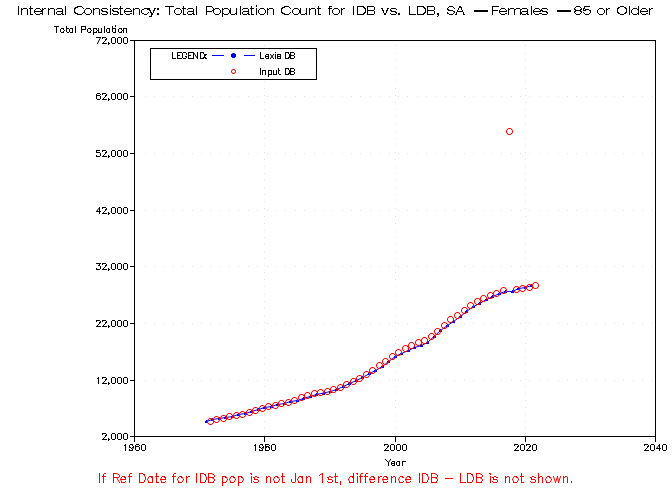 Internal Consistency: Total Population Count for IDB vs. LDB, SA —Females —85 or Older
Total Population
72,000
LEGEND: Lexis DB
Input DB
62,000
52,000
42,000
32,000
22,000
12,000
2,000
1960 1980 2000 2020 2040
Year
If Ref Date for IDB pop is not Jan 1st, difference IDB – LDB is not shown.